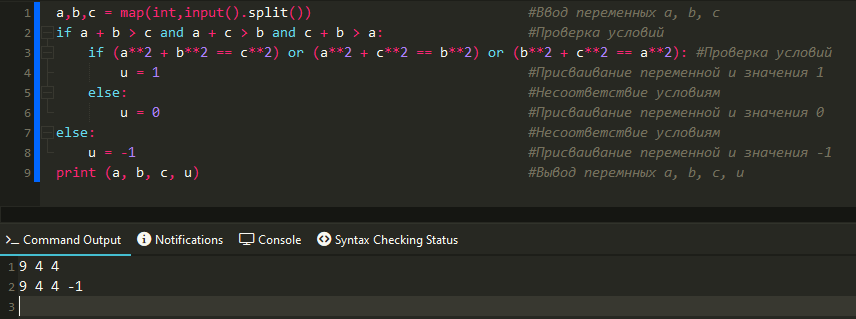 1 a,b,c = map(int,input().split()) #Ввод переменных a, b, c
2 if a + b > c and a + c > b and c + b > a: #Проверка условий
3 if (a**2 + b**2 == c**2) or (a**2 + c**2 == b**2) or (b**2 + c**2 == a**2): #Проверка условий
4 u = 1 #Присваивание переменной и значения 1
5 else: #Несоответствие условиям
6 u = 0 #Присваивание переменной и значения 0
7 else: #Несоответствие условиям
8 u = -1 #Присваивание переменной и значения -1
9 print (a, b, c, u) #Вывод перемнных a, b, c, u
Command Output Notifications Console Syntax Checking Status
1 9 4 4
2 9 4 4 -1
3